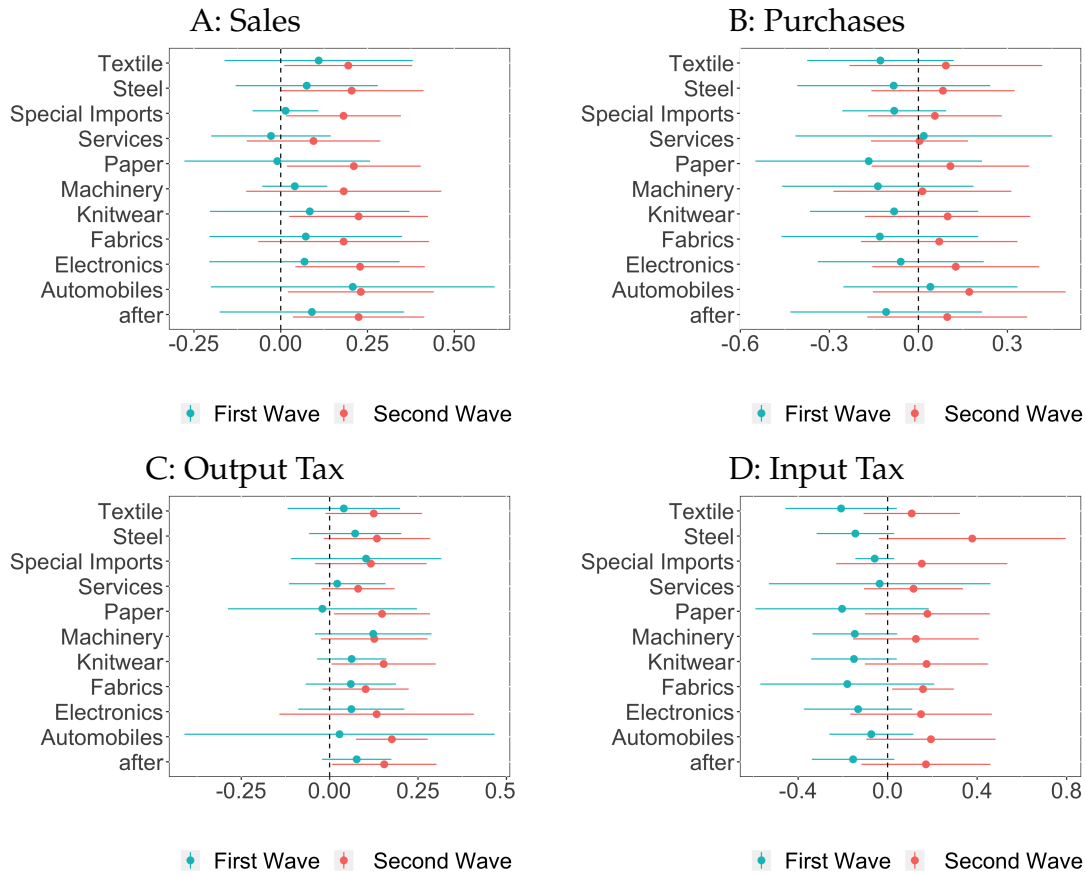 A: Sales
Textile
Steel
Special Imports
Services
Paper
Machinery
Knitwear
Fabrics
Electronics
Automobiles
after
-0.25 0.00 0.25 0.50
First Wave Second Wave
B: Purchases
Textile
Steel
Special Imports
Services
Paper
Machinery
Knitwear
Fabrics
Electronics
Automobiles
after
-0.6 -0.3 0.0 0.3
First Wave Second Wave
C: Output Tax
Textile
Steel
Special Imports
Services
Paper
Machinery
Knitwear
Fabrics
Electronics
Automobiles
after
-0.25 0.00 0.25 0.5
First Wave Second Wave
D: Input Tax
Textile
Steel
Special Imports
Services
Paper
Machinery
Knitwear
Fabrics
Electronics
Automobiles
after
-0.4 0.0 0.4 0.8
First Wave Second Wave